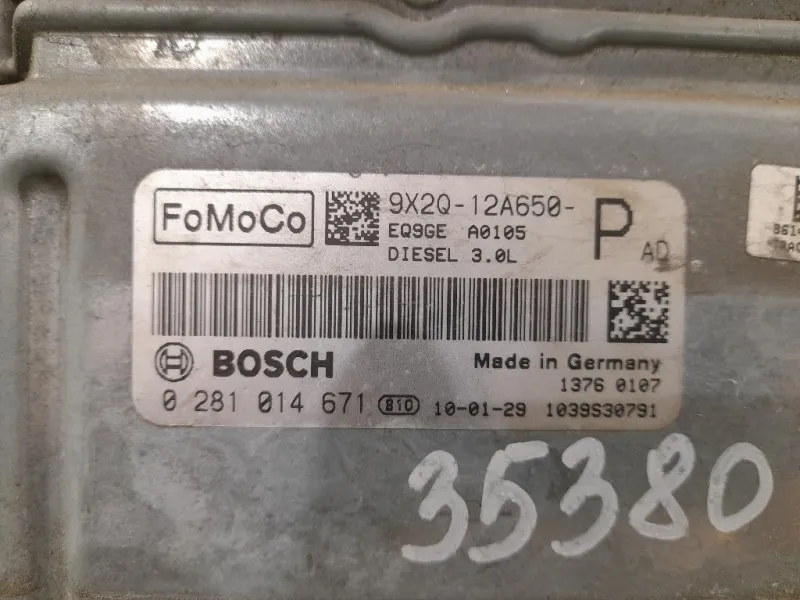 FoMoCo
9X2Q-12A650- P AD
EQ9GE A0105
DIESEL 3.0L
BOSCH
Made in Germany
1376 0107
0 281 014 671 810 10-01-29 1039S30791
35380